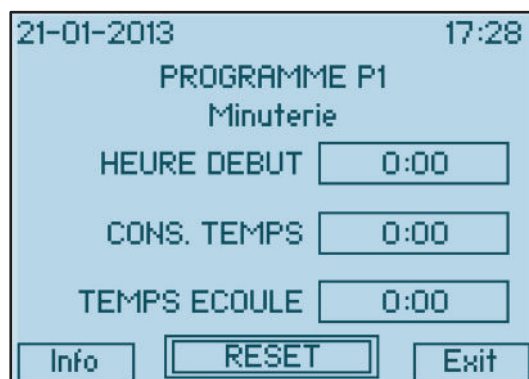 21-01-2013 17:28
PROGRAMME P1
Minuterie
HEURE DEBUT 0:00
CONS. TEMPS 0:00
TEMPS ECOULE 0:00
Info RESET Exit